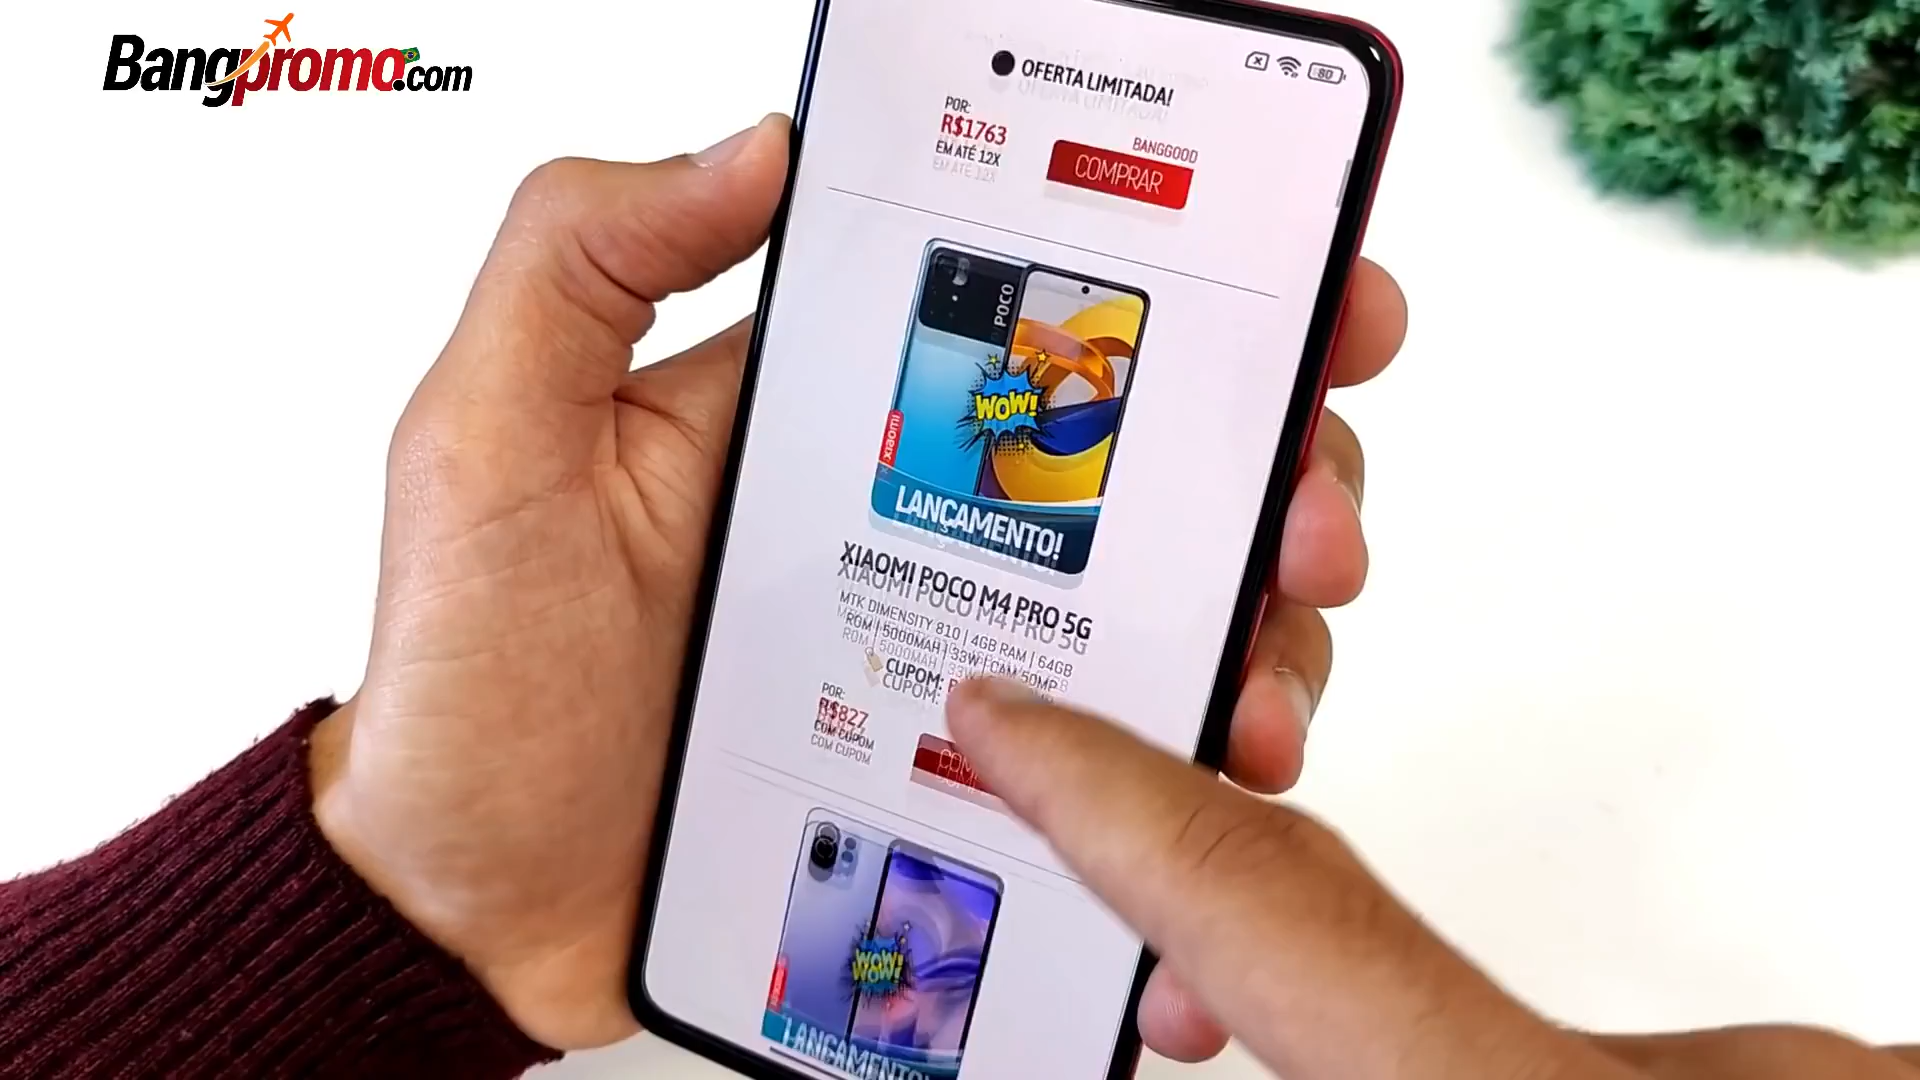 Bangpromo.com
80
OFERTA LIMITADA!
POR:
R$1763
EM ATÉ 12X
BANGGOOD
COMPRAR
POCO
WOW!
xiaomi
LANÇAMENTO!
XIAOMI POCO M4 PRO 5G
MTK DIMENSITY 810 | 4GB RAM | 64GB
ROM | 5000MAH | 33W | CAM 50MP
CUPOM:
POR:
R$827
COM CUPOM
WOW!
LANÇAMENTO!